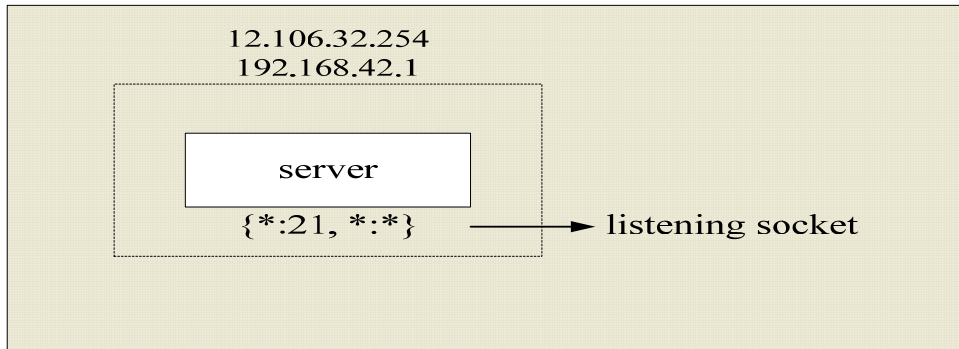 12.106.32.254
192.168.42.1
server
{*:21, *:*}
listening socket